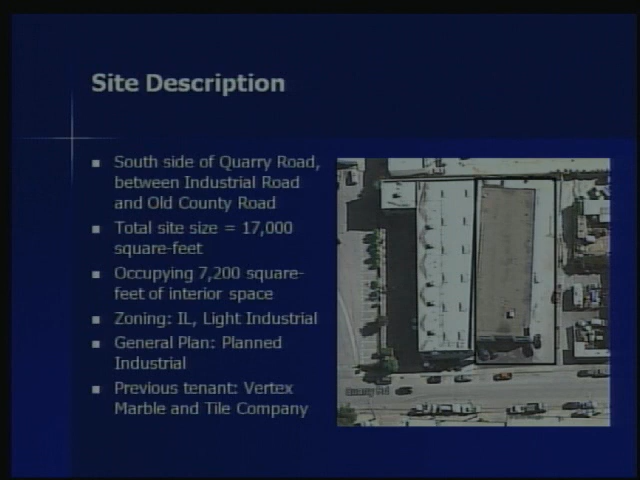 Site Description
South side of Quarry Road,
between Industrial Road
and Old County Road
Total site size = 17,000
square-feet
Occupying 7,200 square-
feet of interior space
Zoning: IL, Light Industrial
General Plan: Planned
Industrial
Previous tenant: Vertex
Marble and Tile Company
Quarry Rd